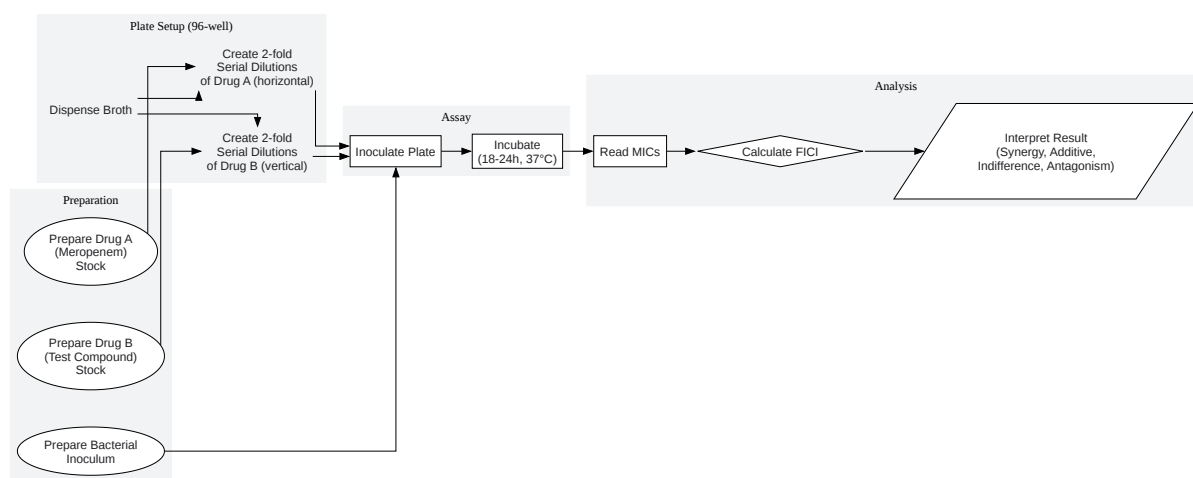 Plate Setup (96-well)
Create 2-fold
Serial Dilutions
of Drug A (horizontal)
Dispense Broth
Create 2-fold
Serial Dilutions
of Drug B (vertical)
Preparation
Prepare Drug A
(Meropenem)
Stock
Prepare Drug B
(Test Compound)
Stock
Prepare Bacterial
Inoculum
Assay
Inoculate Plate
Incubate
(18-24h, 37°C)
Analysis
Read MICs
Calculate FICI
Interpret Result
(Synergy, Additive,
Indifference, Antagonism)